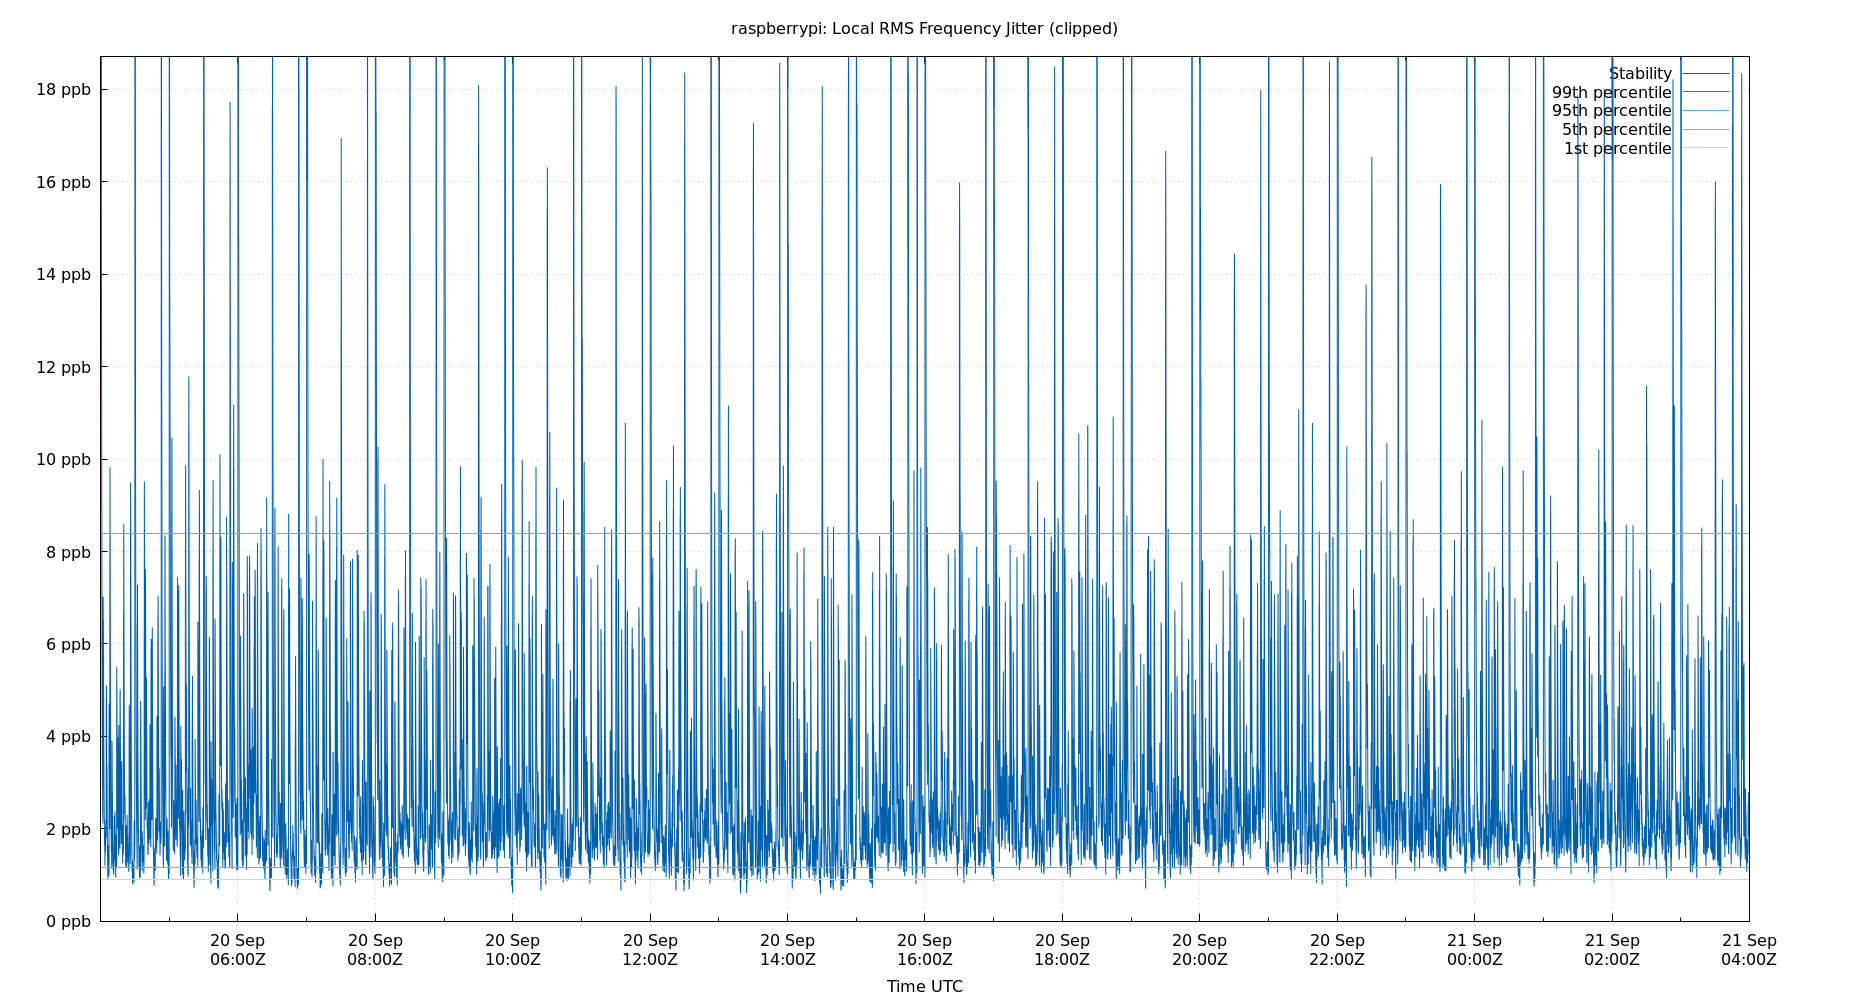 raspberrypi: Local RMS Frequency Jitter (clipped)
Stability
99th percentile
95th percentile
5th percentile
1st percentile
18 ppb
16 ppb
14 ppb
12 ppb
10 ppb
8 ppb
6 ppb
4 ppb
2 ppb
0 ppb
20 Sep 20 Sep 20 Sep 20 Sep 20 Sep 20 Sep 20 Sep 20 Sep 20 Sep 21 Sep 21 Sep 21 Sep
06:00Z 08:00Z 10:00Z 12:00Z 14:00Z 16:00Z 18:00Z 20:00Z 22:00Z 00:00Z 02:00Z 04:00Z
Time UTC